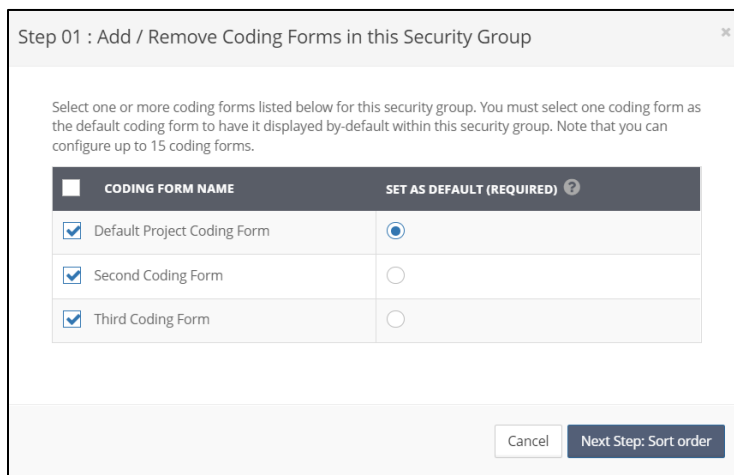 Step 01 : Add / Remove Coding Forms in this Security Group
Select one or more coding forms listed below for this security group. You must select one coding form as
the default coding form to have it displayed by-default within this security group. Note that you can
configure up to 15 coding forms.
CODING FORM NAME SET AS DEFAULT (REQUIRED) ?
Default Project Coding Form
Second Coding Form
Third Coding Form
Cancel Next Step: Sort order